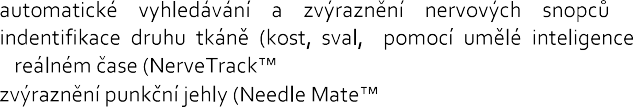 automatické vyhledávání a zvýraznění nervových snopců
indentifikace druhu tkáně (kost, sval, pomocí umělé inteligence
reálném čase (NerveTrack™
zvýraznění punkční jehly (Needle Mate™